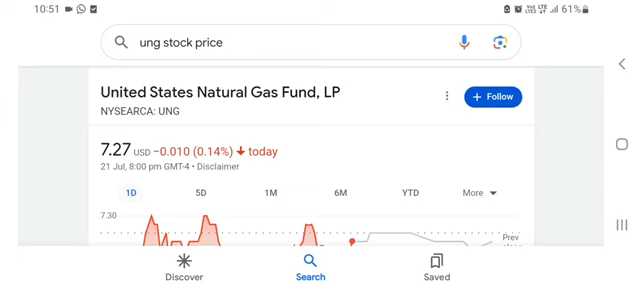 10:51 61%
ung stock price
United States Natural Gas Fund, LP
NYSEARCA: UNG
+ Follow
7.27 USD −0.010 (0.14%) ↓ today
21 Jul, 8:00 pm GMT-4 • Disclaimer
1D 5D 1M 6M YTD More
7.30
Prev
Discover Search Saved